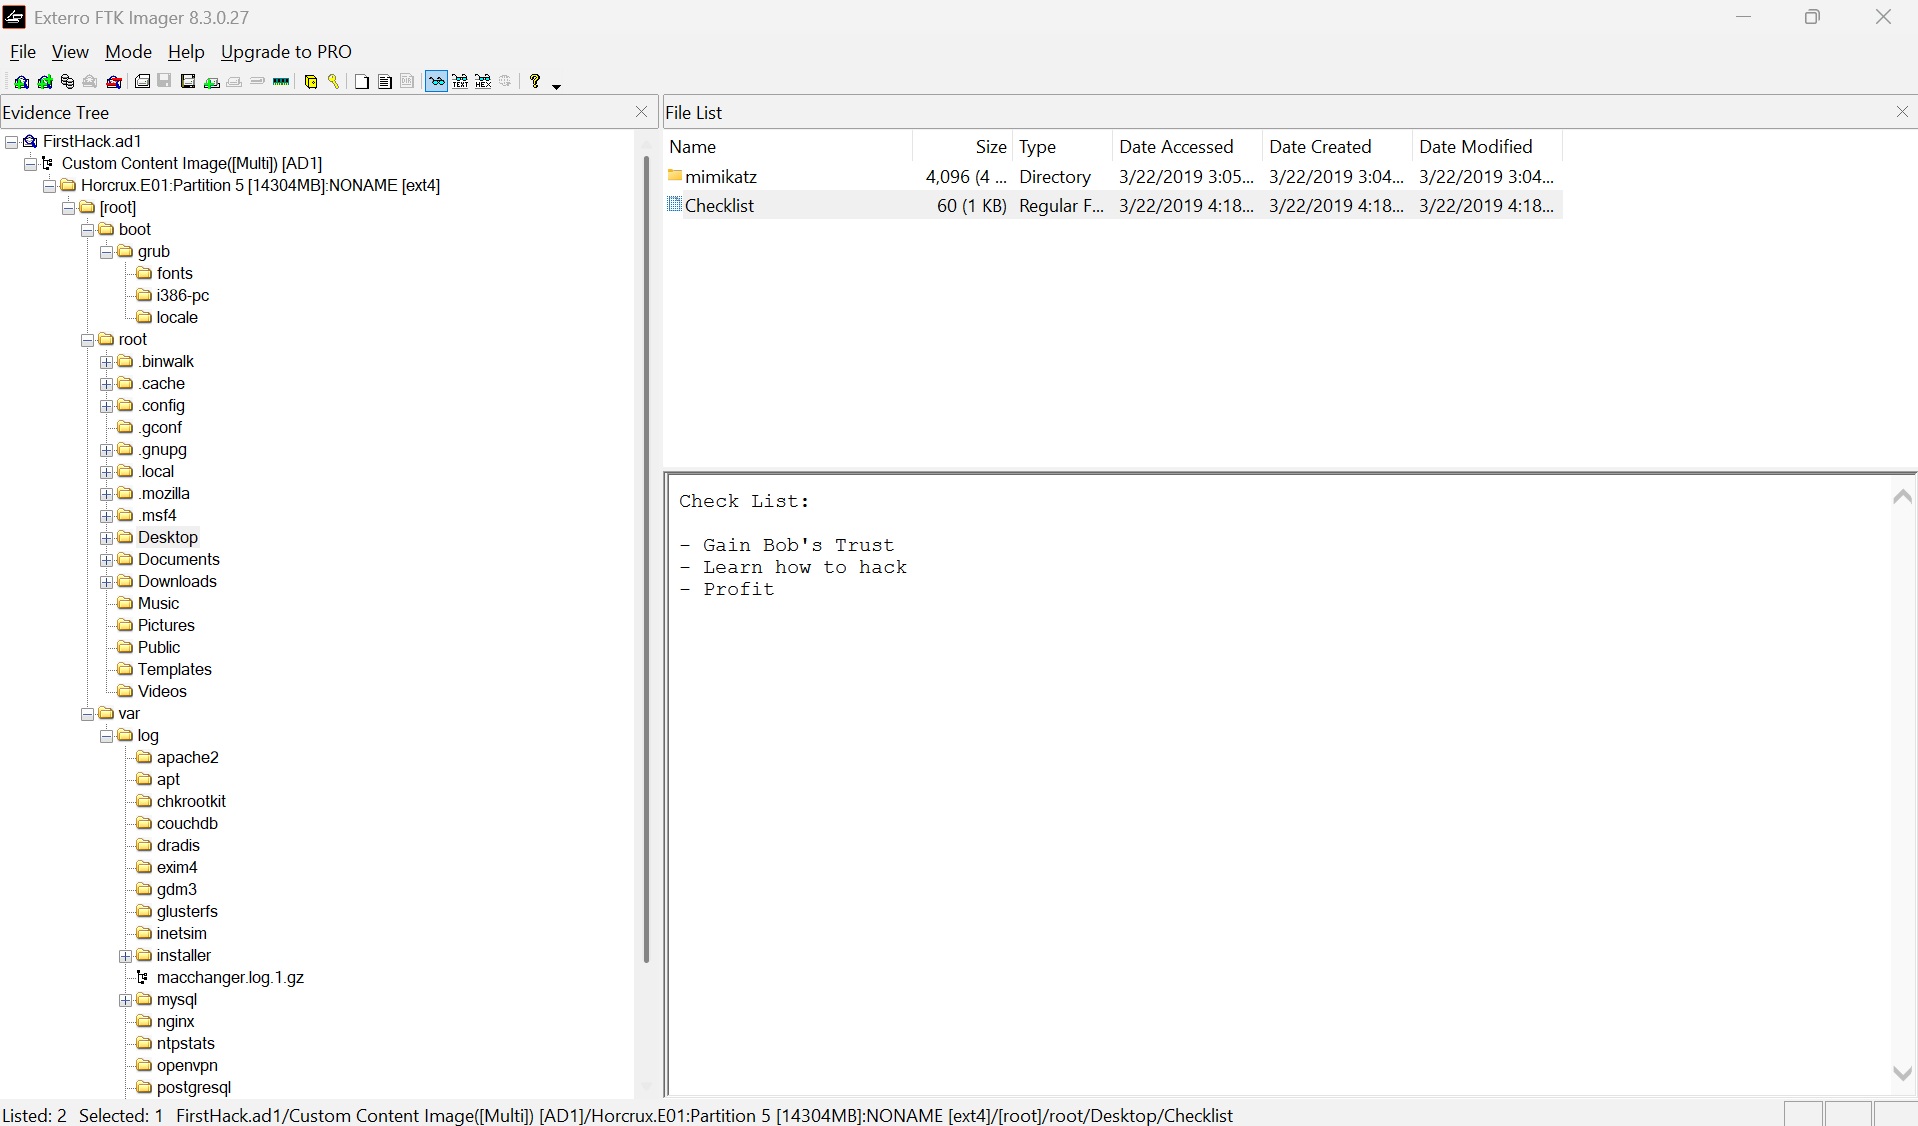 Exterro FTK Imager 8.3.0.27
File View Mode Help Upgrade to PRO
Evidence Tree
FirstHack.ad1
Custom Content Image([Multi]) [AD1]
Horcrux.E01:Partition 5 [14304MB]:NONAME [ext4]
[root]
boot
grub
fonts
i386-pc
locale
root
.binwalk
.cache
.config
.gconf
.gnupg
.local
.mozilla
.msf4
Desktop
Documents
Downloads
Music
Pictures
Public
Templates
Videos
var
log
apache2
apt
chkrootkit
couchdb
dradis
exim4
gdm3
glusterfs
inetsim
installer
macchanger.log.1.gz
mysql
nginx
ntpstats
openvpn
postgresql
File List
Name Size Type Date Accessed Date Created Date Modified
mimikatz 4,096 (4 ... Directory 3/22/2019 3:05... 3/22/2019 3:04... 3/22/2019 3:04...
Checklist 60 (1 KB) Regular F... 3/22/2019 4:18... 3/22/2019 4:18... 3/22/2019 4:18...
Check List:
- Gain Bob's Trust
- Learn how to hack
- Profit
Listed: 2 Selected: 1 FirstHack.ad1/Custom Content Image([Multi]) [AD1]/Horcrux.E01:Partition 5 [14304MB]:NONAME [ext4]/[root]/root/Desktop/Checklist